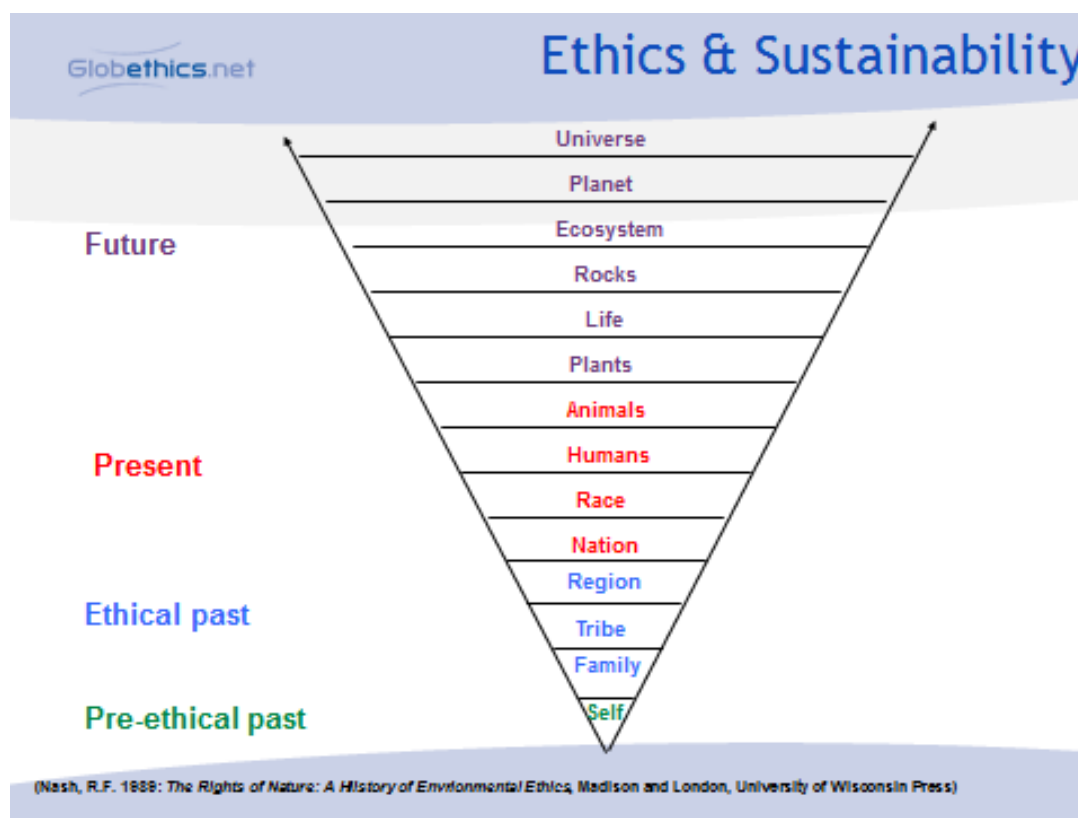 Globethics.net
Ethics & Sustainability
Universe
Planet
Ecosystem
Future
Rocks
Life
Plants
Animals
Humans
Present
Race
Nation
Region
Ethical past
Tribe
Family
Self
Pre-ethical past
(Nash, R.F. 1989: The Rights of Nature: A History of Envrionmental Ethics, Madison and London, University of Wisconsin Press)